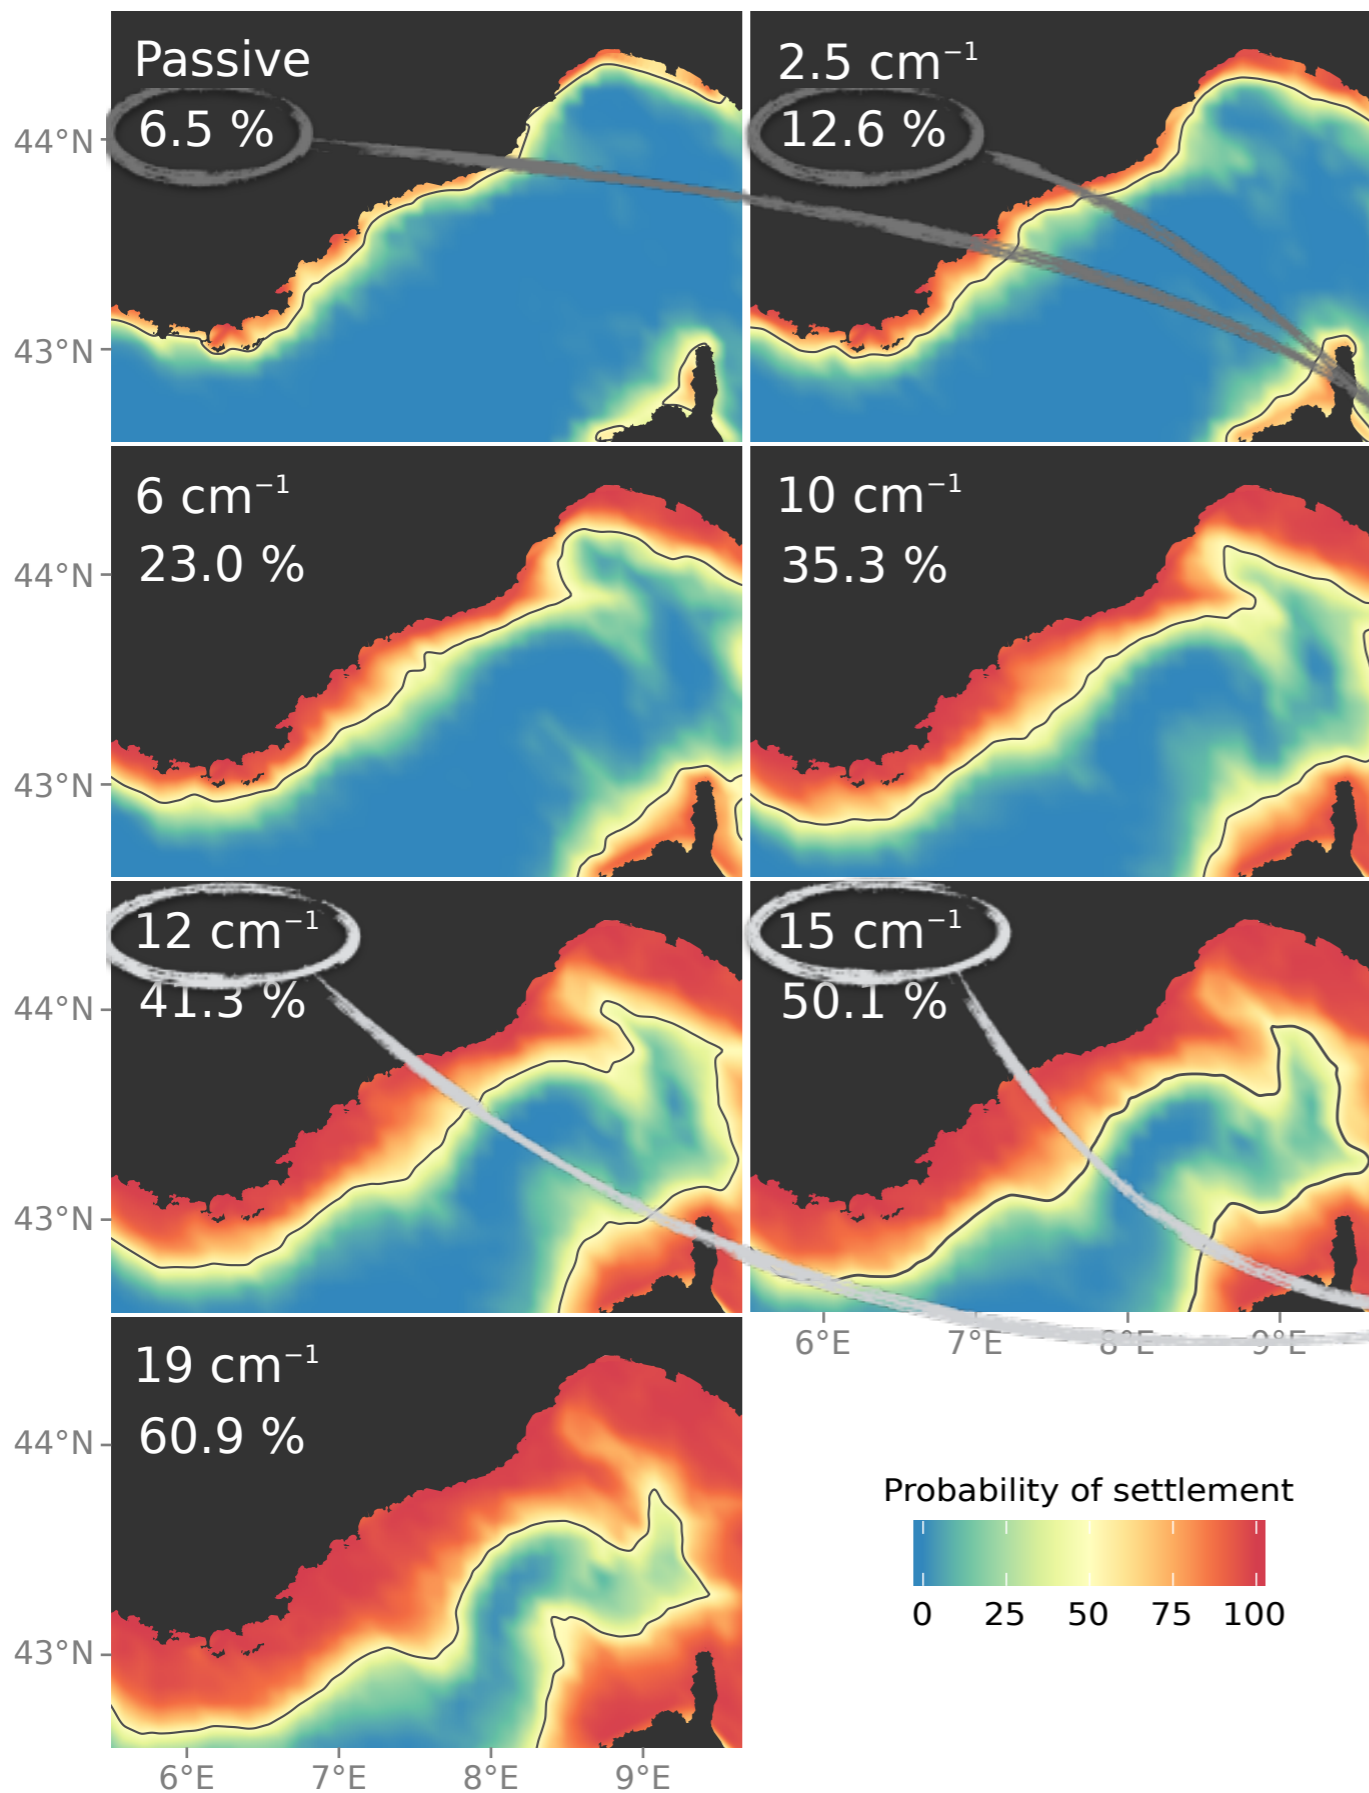 Passive
6.5 %
2.5 cm⁻¹
12.6 %
44°N
43°N
6 cm⁻¹
23.0 %
10 cm⁻¹
35.3 %
44°N
43°N
12 cm⁻¹
41.3 %
15 cm⁻¹
50.1 %
44°N
43°N
6°E 7°E 8°E 9°E
19 cm⁻¹
60.9 %
44°N
43°N
6°E 7°E 8°E 9°E
Probability of settlement
0 25 50 75 100